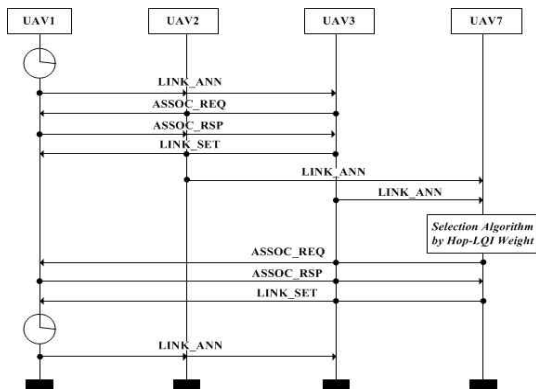 UAV1 UAV2 UAV3 UAV7
LINK_ANN
ASSOC_REQ
ASSOC_RSP
LINK_SET
LINK_ANN
LINK_ANN
Selection Algorithm
by Hop-LQI Weight
ASSOC_REQ
ASSOC_RSP
LINK_SET
LINK_ANN